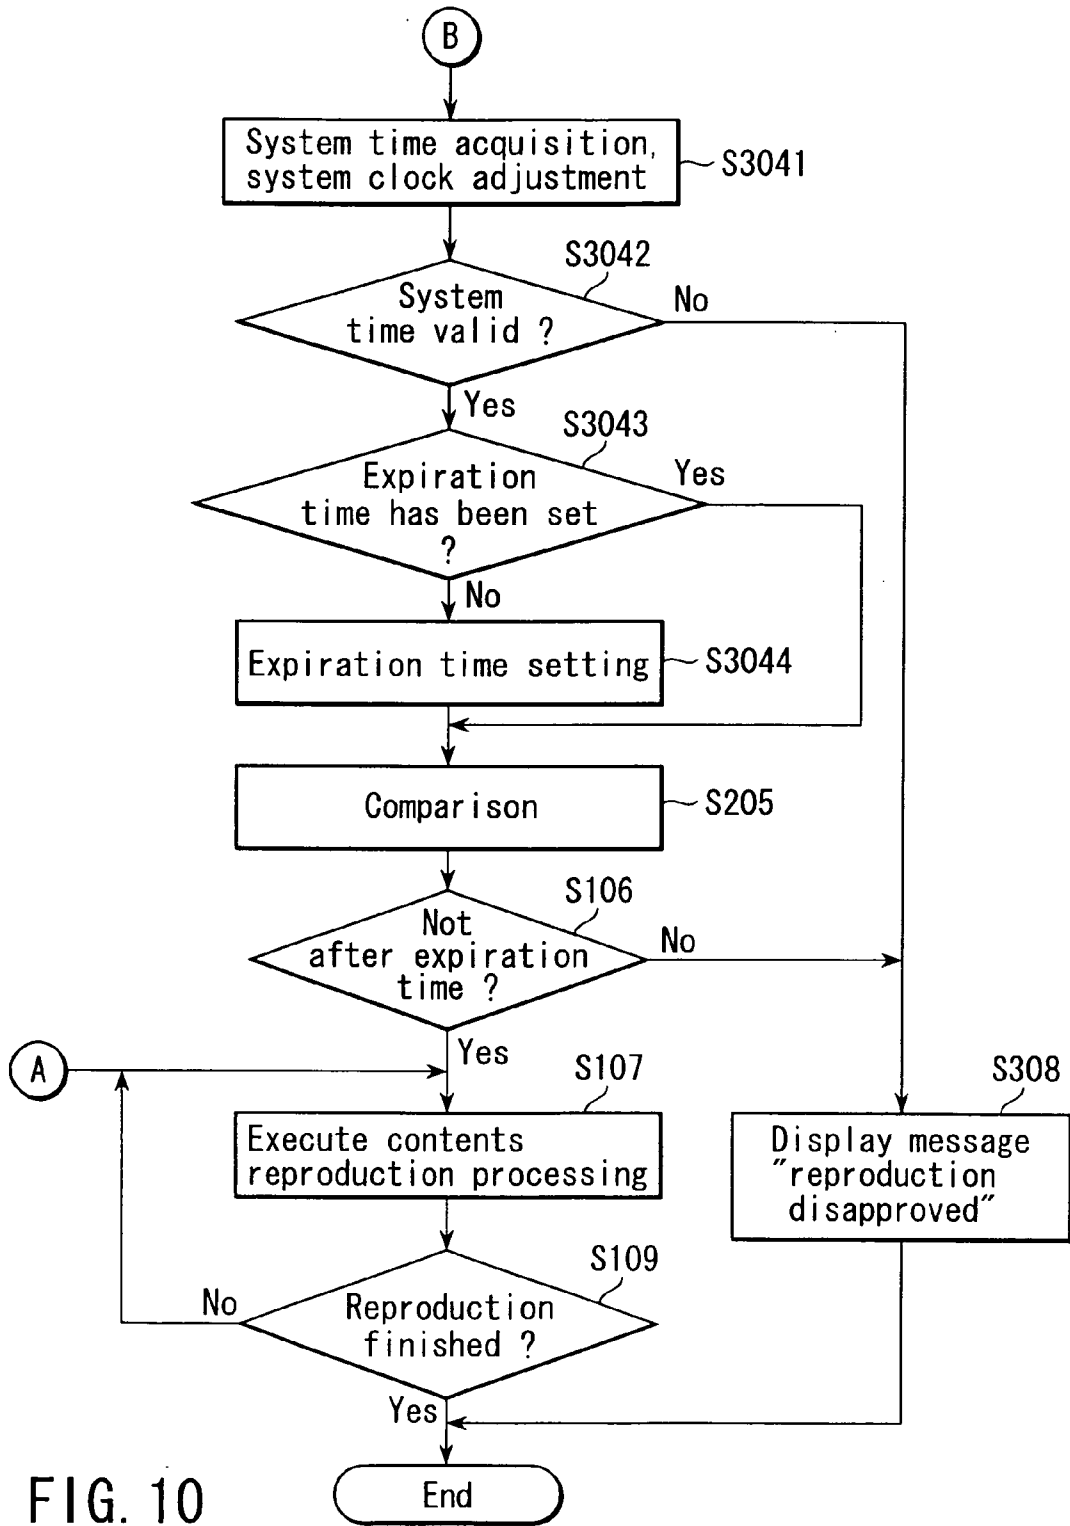 B
System time acquisition,
system clock adjustment
S3041
S3042
System
time valid ?
No
Yes
S3043
Expiration
time has been set
?
Yes
No
Expiration time setting
S3044
Comparison
S205
S106
Not
after expiration
time ?
No
Yes
A
S107
Execute contents
reproduction processing
S308
Display message
"reproduction
disapproved"
S109
Reproduction
finished ?
No
Yes
End
FIG. 10